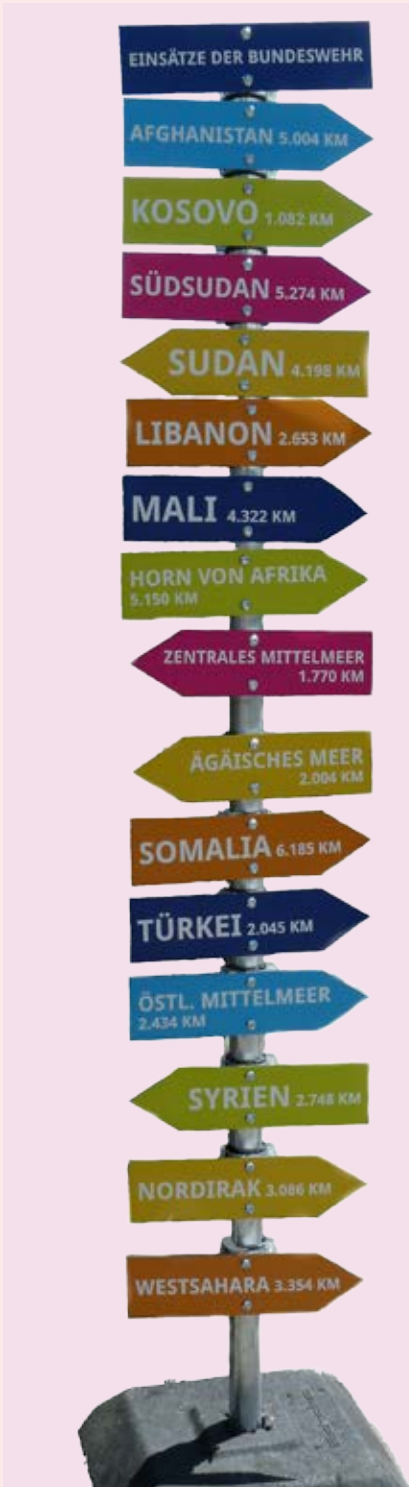 EINSÄTZE DER BUNDESWEHR
AFGHANISTAN 5.004 KM
KOSOVO 1.082 KM
SÜDSUDAN 5.274 KM
SUDAN 4.198 KM
LIBANON 2.653 KM
MALI 4.322 KM
HORN VON AFRIKA
5.150 KM
ZENTRALES MITTELMEER
1.770 KM
ÄGÄISCHES MEER
2.004 KM
SOMALIA 6.185 KM
TÜRKEI 2.045 KM
ÖSTL. MITTELMEER
2.434 KM
SYRIEN 2.748 KM
NORDIRAK 3.086 KM
WESTSAHARA 3.354 KM